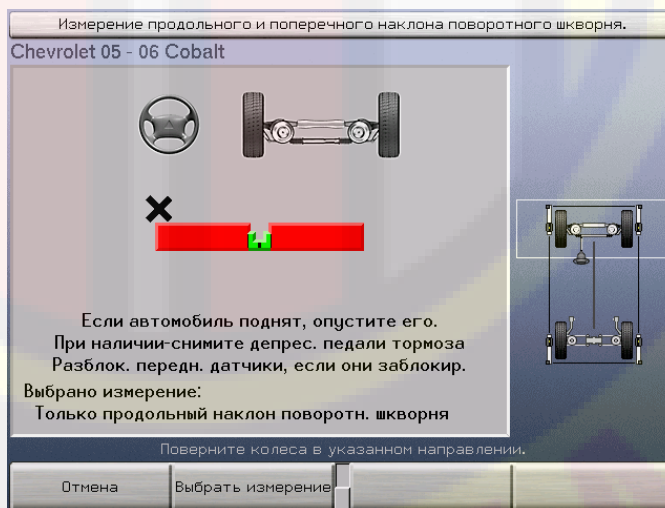 Измерение продольного и поперечного наклона поворотного шкворня.
Chevrolet 05 - 06 Cobalt
Если автомобиль поднят, опустите его.
При наличии-снимите депрес. педали тормоза
Разблок. передн. датчики, если они заблокир.
Выбрано измерение:
Только продольный наклон поворотн. шкворня
Поверните колеса в указанном направлении.
Отмена
Выбрать измерение